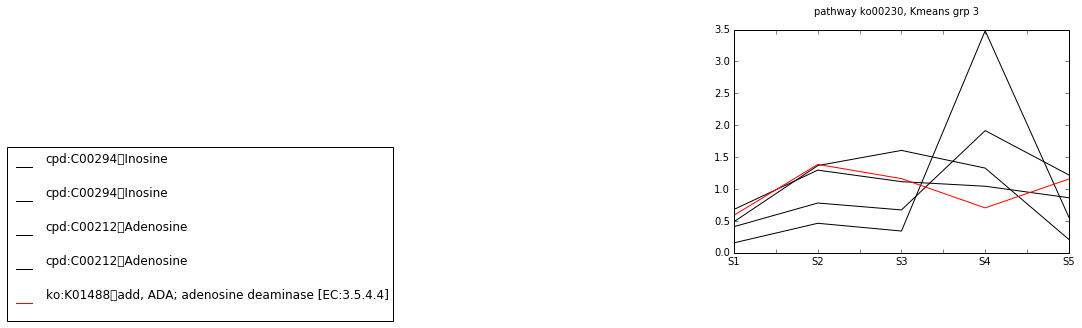 pathway ko00230, Kmeans grp 3
3.5
3.0
2.5
2.0
1.5
1.0
0.5
0.0
S1 S2 S3 S4 S5
cpd:C00294▯Inosine
cpd:C00294▯Inosine
cpd:C00212▯Adenosine
cpd:C00212▯Adenosine
ko:K01488▯add, ADA; adenosine deaminase [EC:3.5.4.4]